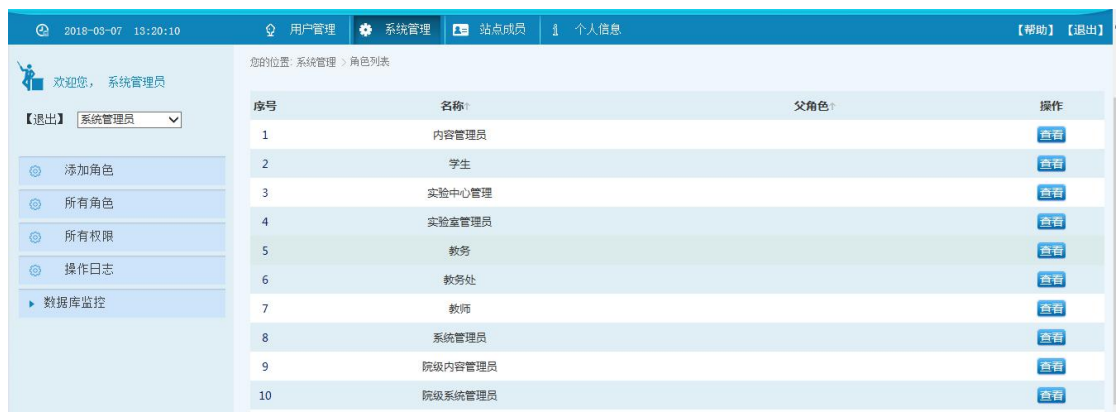 2018-03-07 13:20:10 用户管理 系统管理 站点成员 个人信息 【帮助】 【退出】
欢迎您, 系统管理员
【退出】 系统管理员
添加角色
所有角色
所有权限
操作日志
数据库监控
您的位置: 系统管理 > 角色列表
序号 名称↑ 父角色↑ 操作
1 内容管理员 查看
2 学生 查看
3 实验中心管理 查看
4 实验室管理员 查看
5 教务 查看
6 教务处 查看
7 教师 查看
8 系统管理员 查看
9 院级内容管理员 查看
10 院级系统管理员 查看